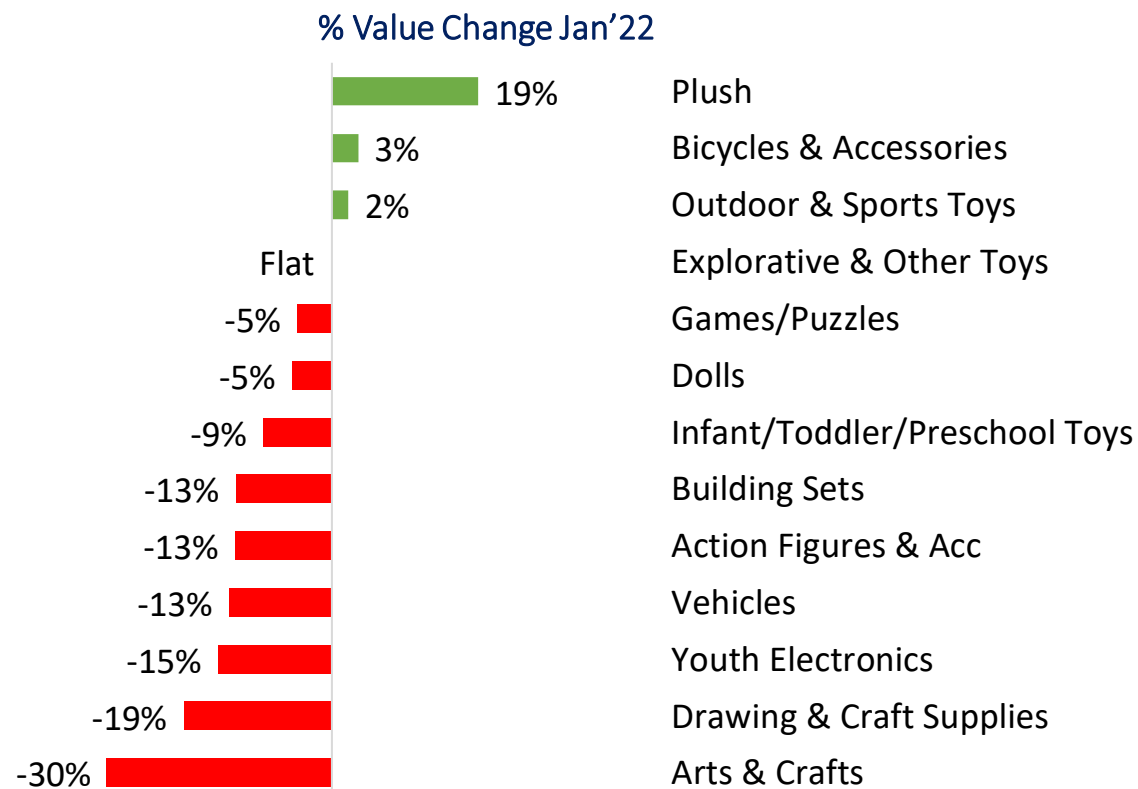 % Value Change Jan’22
19% Plush
3% Bicycles & Accessories
2% Outdoor & Sports Toys
Flat Explorative & Other Toys
-5% Games/Puzzles
-5% Dolls
-9% Infant/Toddler/Preschool Toys
-13% Building Sets
-13% Action Figures & Acc
-13% Vehicles
-15% Youth Electronics
-19% Drawing & Craft Supplies
-30% Arts & Crafts